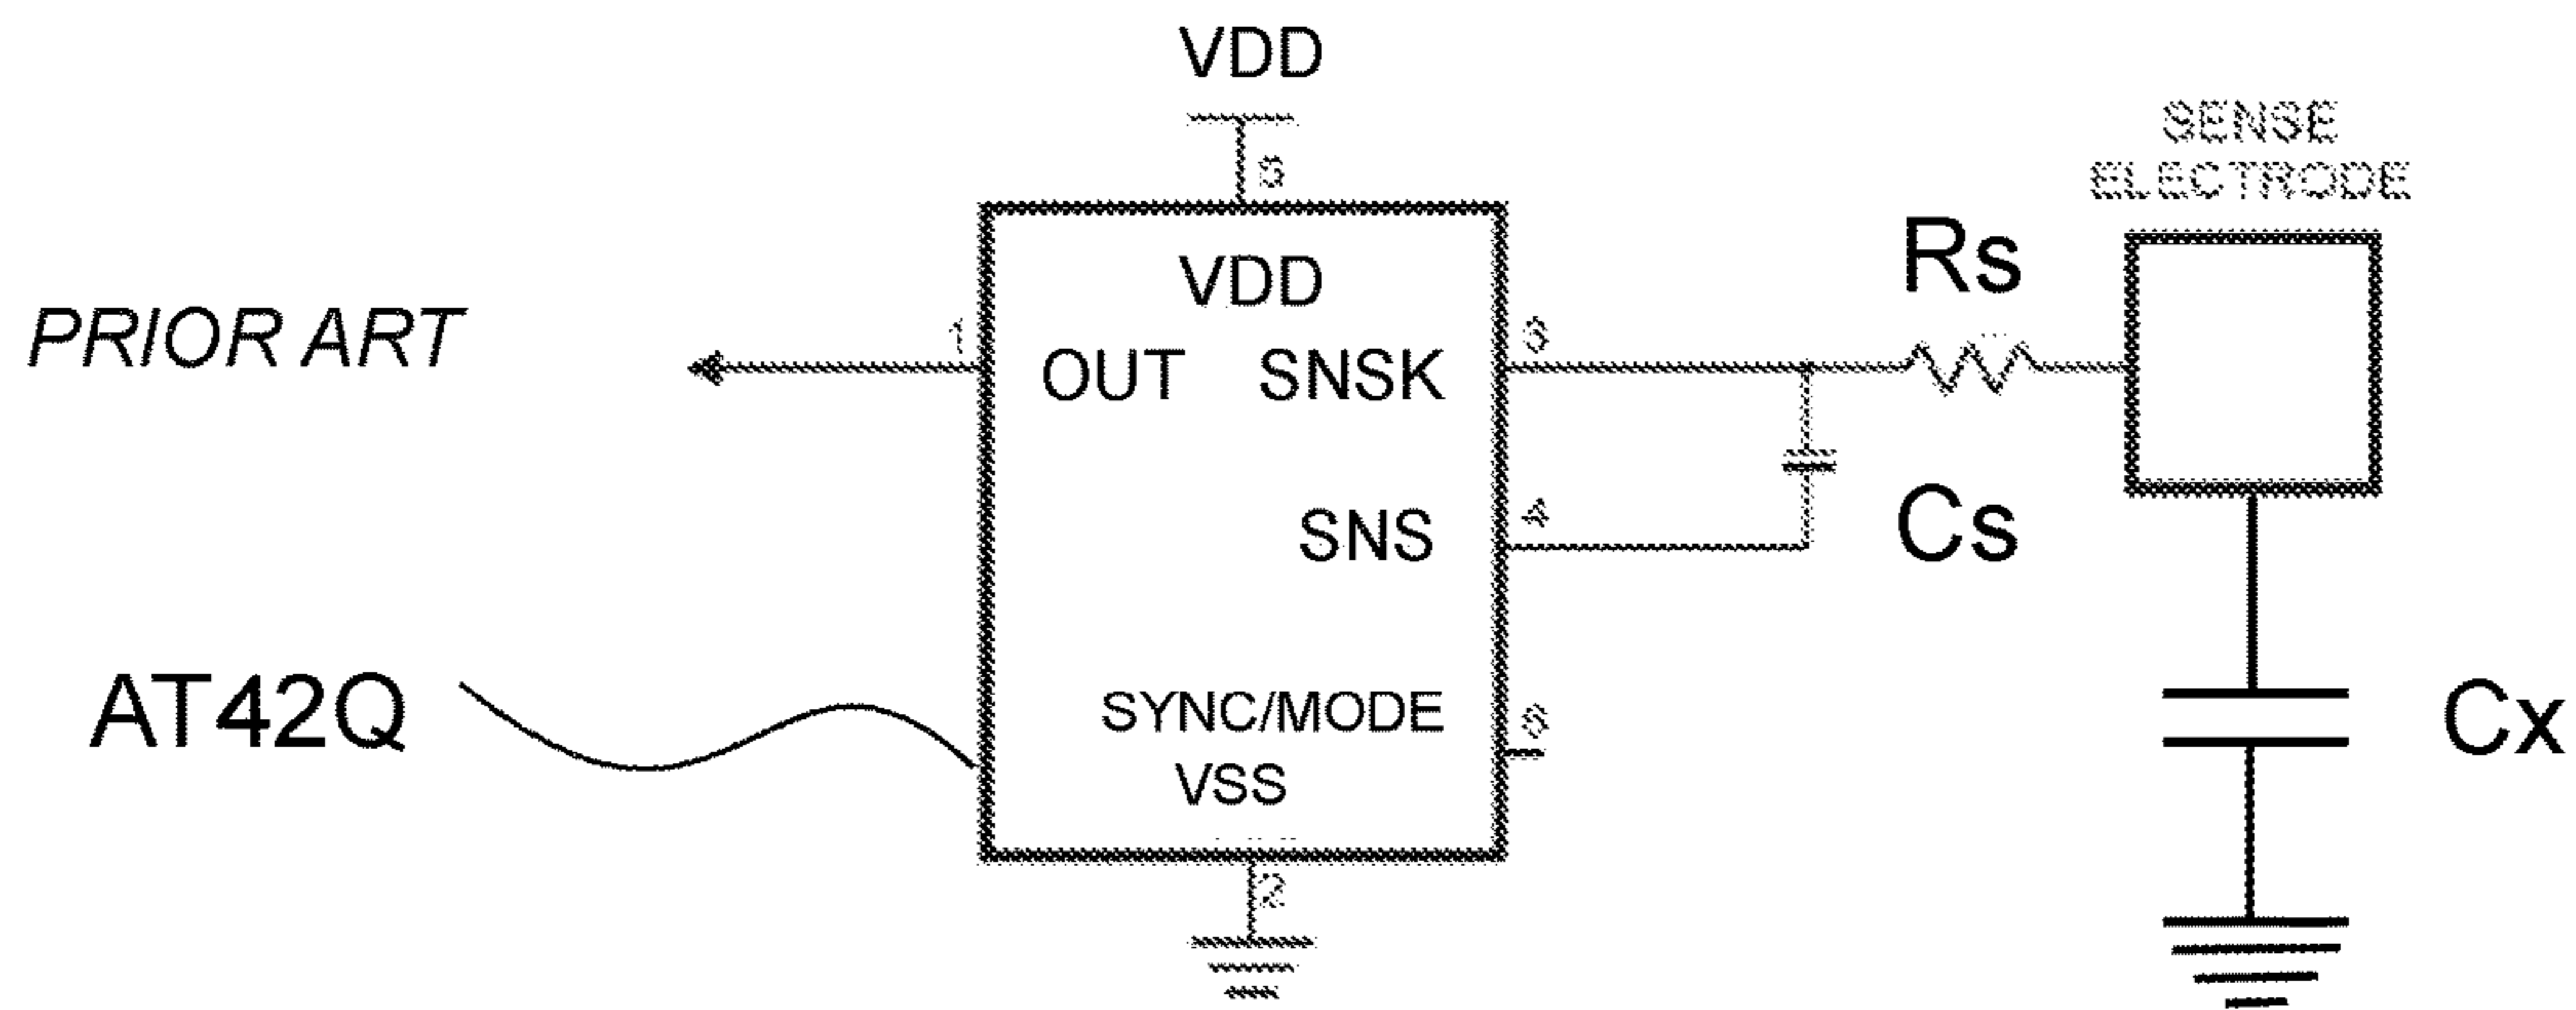 VDD
SENSE
ELECTRODE
VDD
Rs
PRIOR ART
1
OUT
SNSK
SNS
4
Cs
AT42Q
SYNC/MODE
VSS
Cx
2